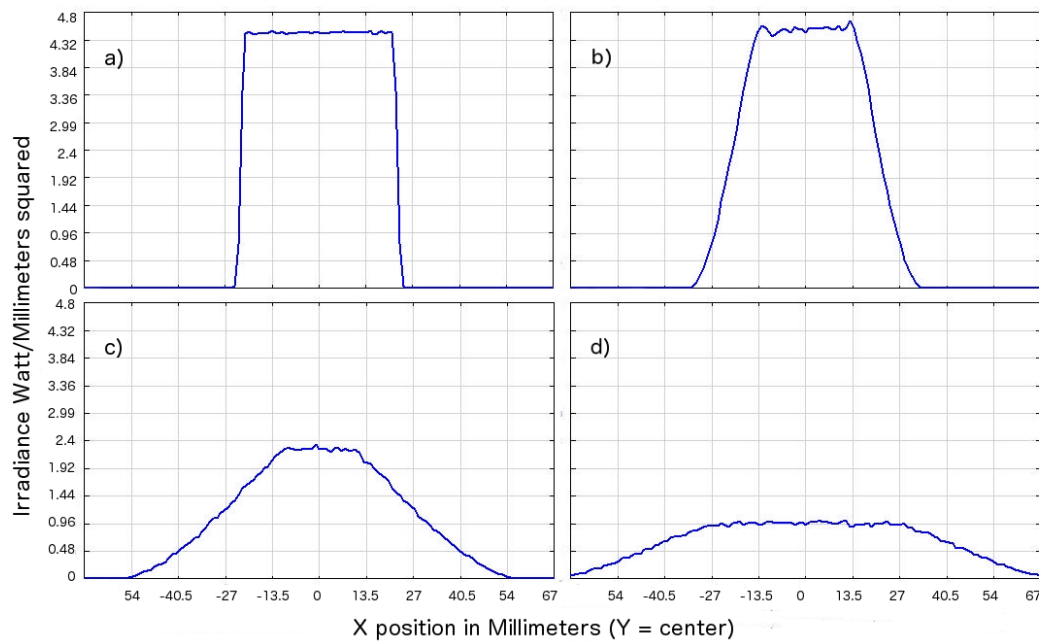 4.8
4.32
3.84
3.36
2.99
2.4
1.92
1.44
0.96
0.48
0
a)
b)
4.8
4.32
3.84
3.36
2.99
2.4
1.92
1.44
0.96
0.48
0
c)
d)
54 -40.5 -27 -13.5 0 13.5 27 40.5 54 67
54 -40.5 -27 -13.5 0 13.5 27 40.5 54 67
Irradiance Watt/Millimeters squared
X position in Millimeters (Y = center)